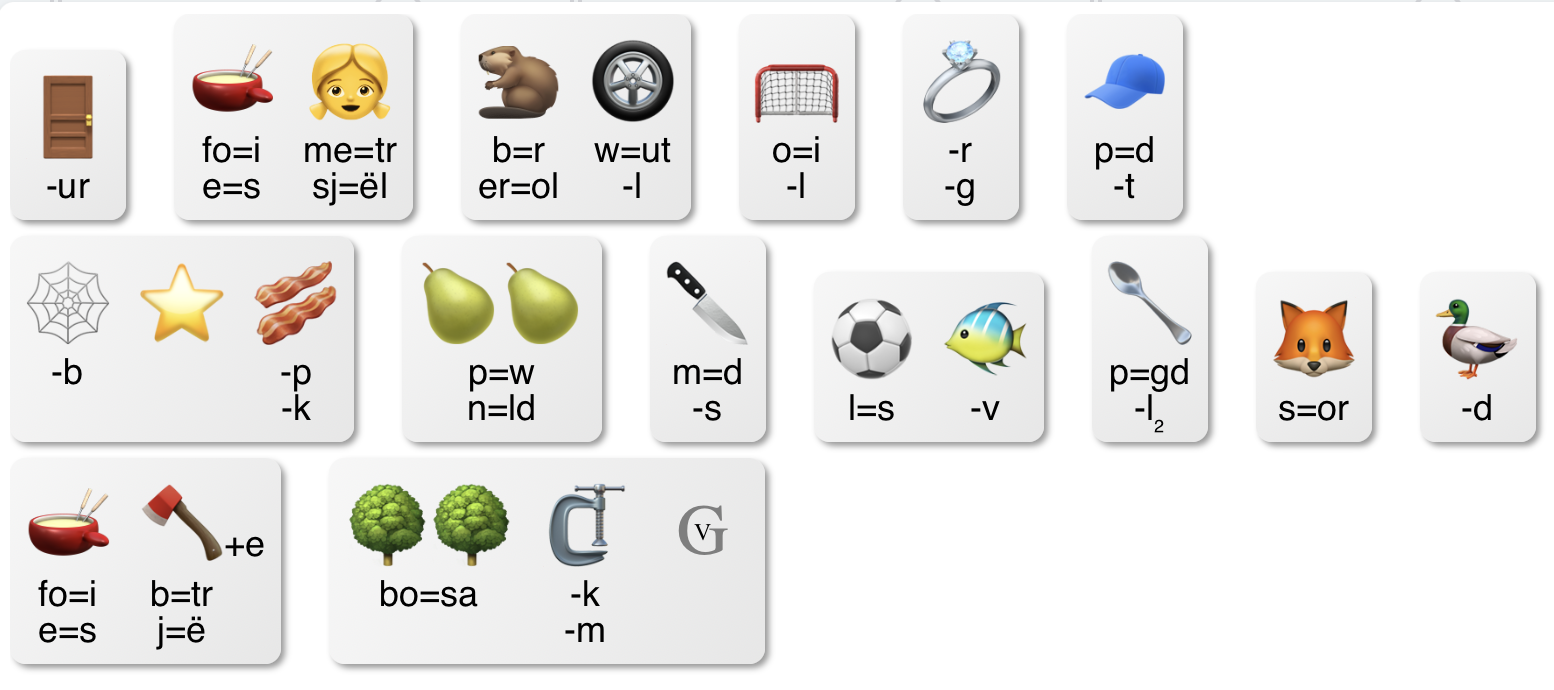 -ur
fo=i me=tr
e=s sj=ël
b=r w=ut
er=ol -l
o=i
-l
-r
-g
p=d
-t
-b -p
-k
p=w
n=ld
m=d
-s
l=s -v
p=gd
-l₂
s=or
-d
+e
fo=i b=tr
e=s j=ë
G
V
bo=sa -k
-m